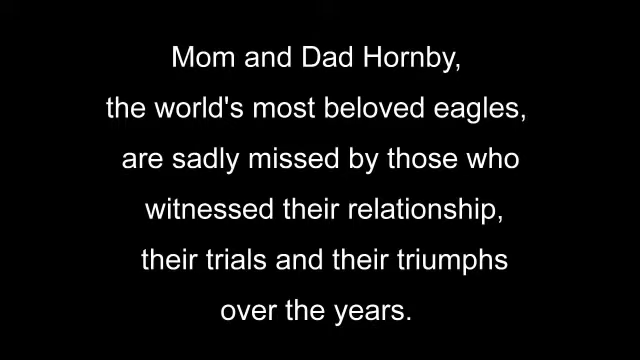 Mom and Dad Hornby,
the world's most beloved eagles,
are sadly missed by those who
witnessed their relationship,
their trials and their triumphs
over the years.